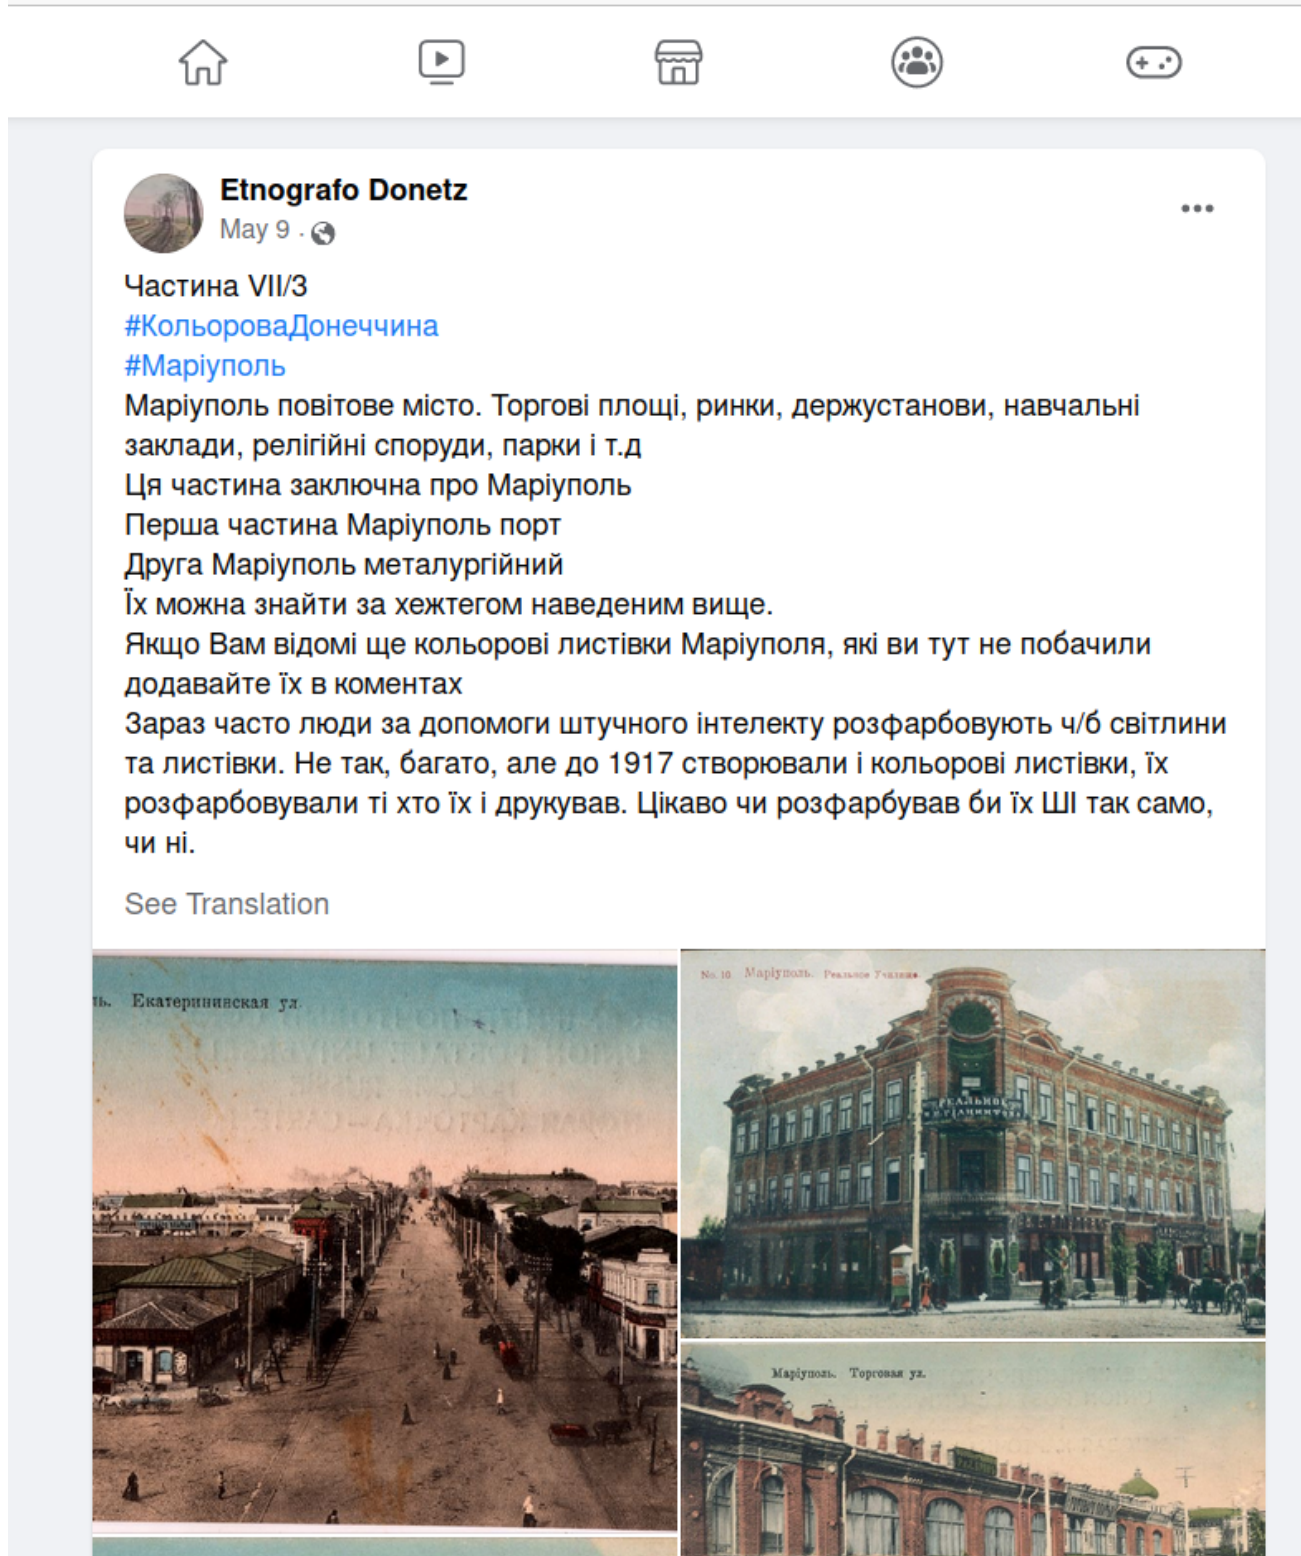 Etnografo Donetz
May 9 ·
Частина VII/3
#КольороваДонеччина
#Маріуполь
Маріуполь повітове місто. Торгові площі, ринки, держустанови, навчальні
заклади, релігійні споруди, парки і т.д
Ця частина заключна про Маріуполь
Перша частина Маріуполь порт
Друга Маріуполь металургійний
Їх можна знайти за хежтегом наведеним вище.
Якщо Вам відомі ще кольорові листівки Маріуполя, які ви тут не побачили
додавайте їх в коментах
Зараз часто люди за допомоги штучного інтелекту розфарбовують ч/б світлини
та листівки. Не так, багато, але до 1917 створювали і кольорові листівки, їх
розфарбовували ті хто їх і друкував. Цікаво чи розфарбував би їх ШІ так само,
чи ні.
See Translation
ль. Екатерининская ул.
No. 10 Маріуполь. Реальное Училище.
РЕАЛЬНОЕ
Маріуполь. Торговая ул.